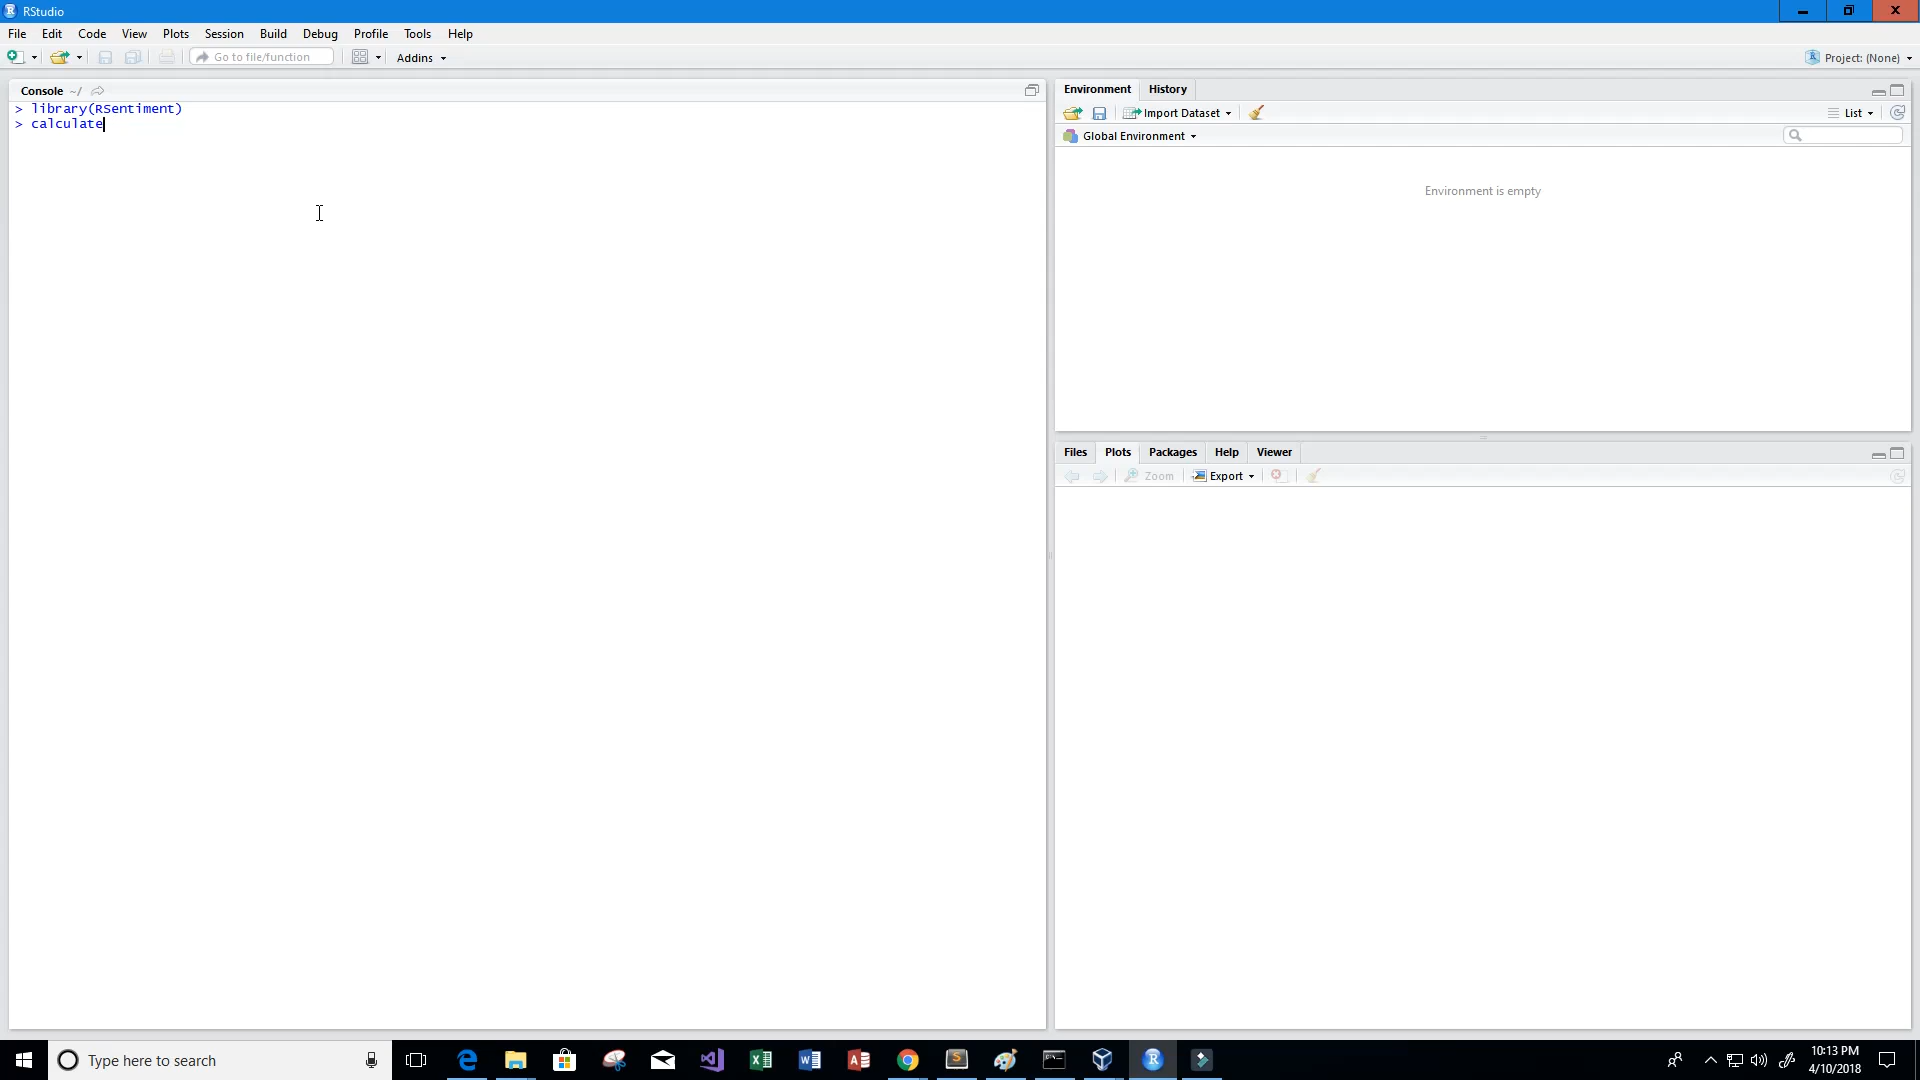 RStudio
File Edit Code View Plots Session Build Debug Profile Tools Help
Go to file/function Addins Project: (None)
Console ~/
> library(RSentiment)
> calculate
Environment History
Import Dataset List
Global Environment
Environment is empty
Files Plots Packages Help Viewer
Zoom Export
Type here to search
10:13 PM
4/10/2018